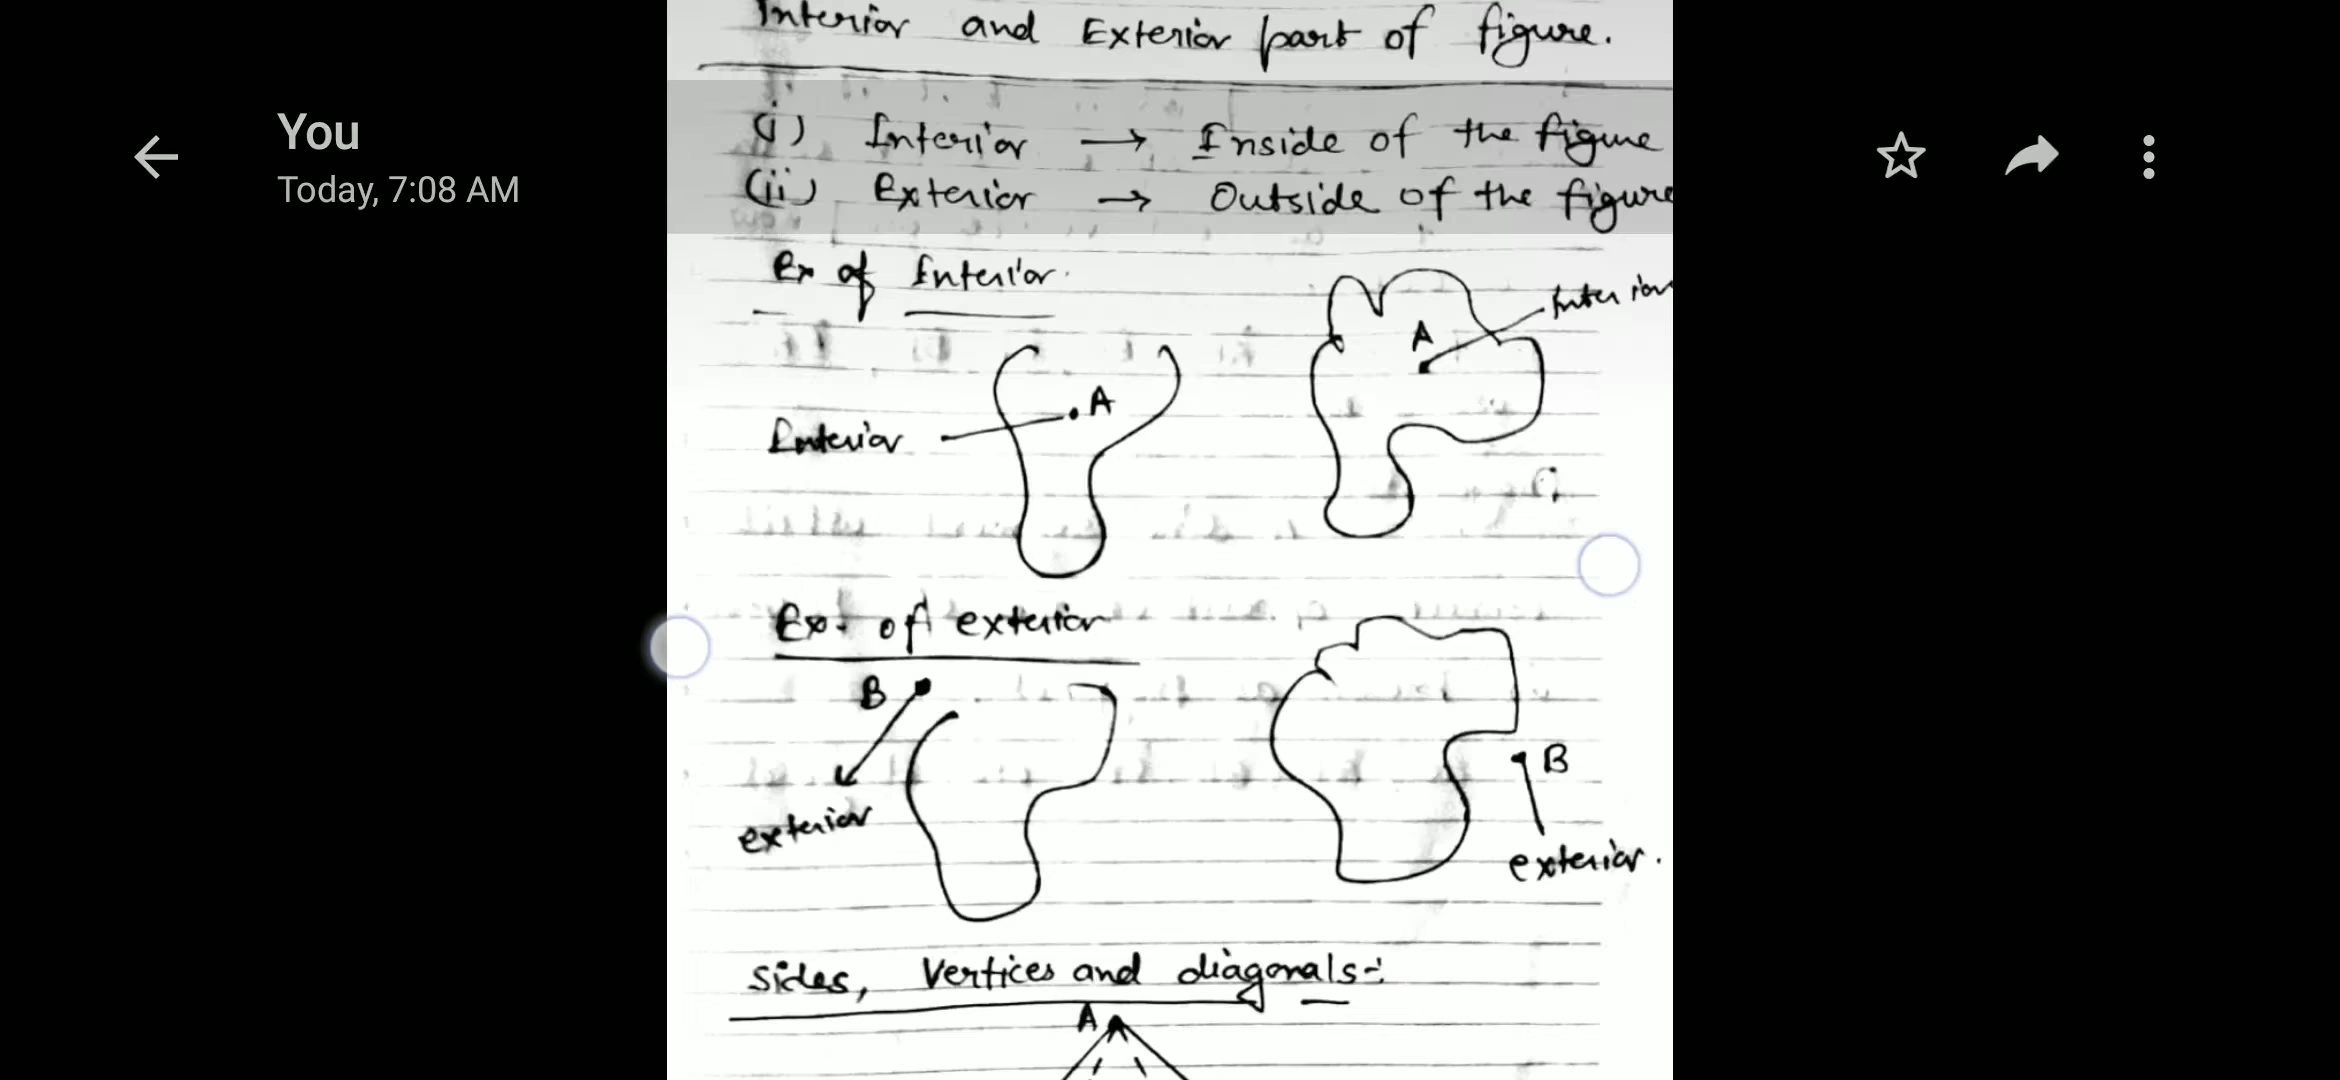 Interior and Exterior part of figure.
You
Today, 7:08 AM
(i) Interior → Inside of the figure
(ii) Exterior → Outside of the figure
Ex of Interior.
Interior
A
A
Interior
Ex. of exterior
B
exterior
B
exterior.
Sides, Vertices and diagonals:-
A